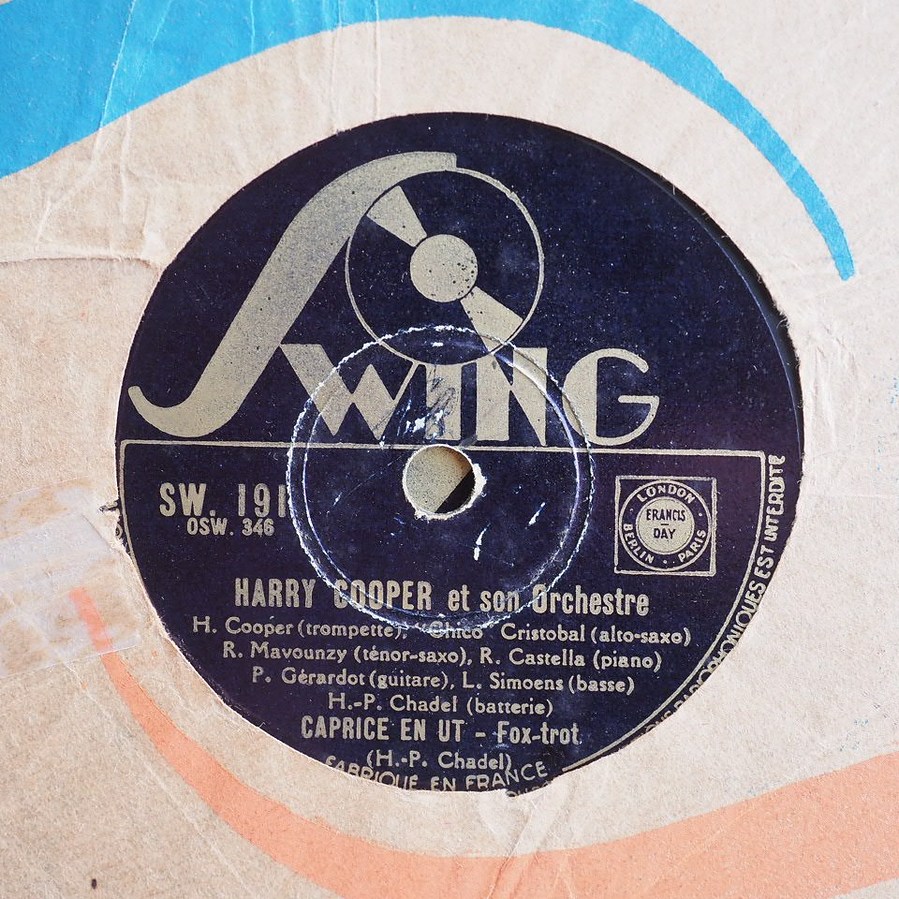 SWING
SW. 191
OSW. 346
LONDON
FRANCIS
DAY
BERLIN · PARIS
HARRY COOPER et son Orchestre
H. Cooper (trompette), "Chico" Cristobal (alto-saxo)
R. Mavounzy (ténor-saxo), R. Castella (piano)
P. Gérardot (guitare), L. Simoens (basse)
H.-P. Chadel (batterie)
CAPRICE EN UT - Fox-trot
(H.-P. Chadel)
FABRIQUE EN FRANCE
PHONOGRAPHIQUES EST INTERDITE